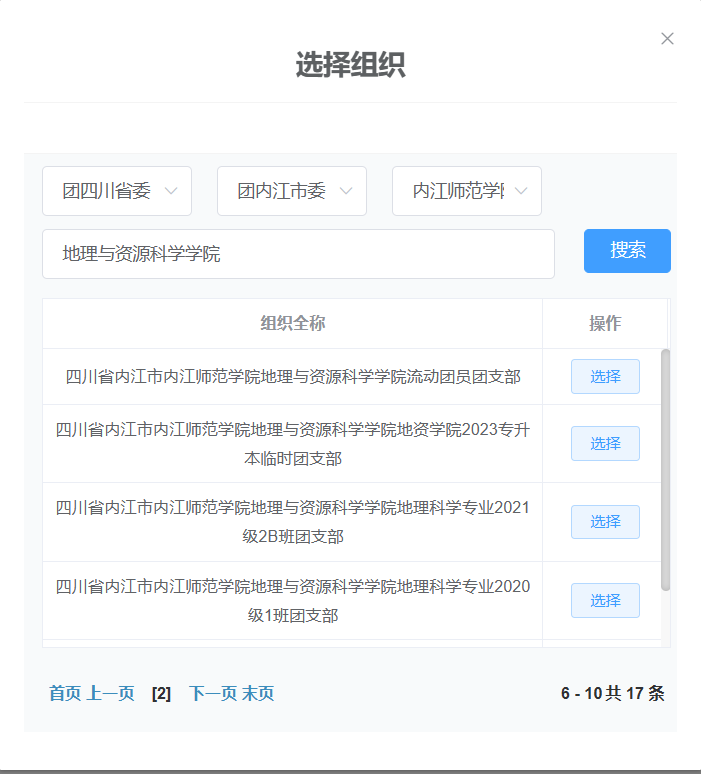 选择组织
团四川省委
团内江市委
内江师范学
地理与资源科学学院
搜索
组织全称
操作
四川省内江市内江师范学院地理与资源科学学院流动团员团支部
选择
四川省内江市内江师范学院地理与资源科学学院地资学院2023专升
本临时团支部
选择
四川省内江市内江师范学院地理与资源科学学院地理科学专业2021
级2B班团支部
选择
四川省内江市内江师范学院地理与资源科学学院地理科学专业2020
级1班团支部
选择
首页 上一页 [2] 下一页 末页
6 - 10 共 17 条